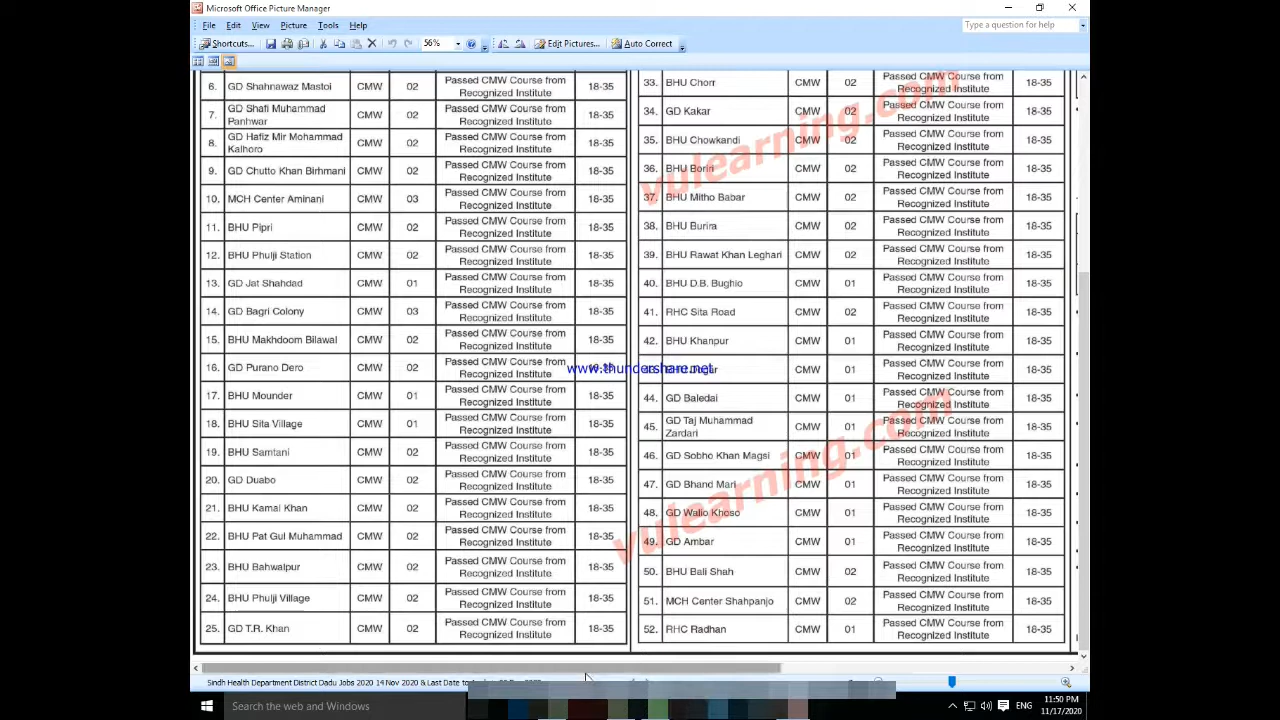 Microsoft Office Picture Manager
File Edit View Picture Tools Help
Type a question for help
Shortcuts... 56% Edit Pictures... Auto Correct
6. GD Shahnawaz Mastoi CMW 02 Passed CMW Course from Recognized Institute 18-35
7. GD Shafi Muhammad Panhwar CMW 02 Passed CMW Course from Recognized Institute 18-35
8. GD Hafiz Mir Mohammad Kalhoro CMW 02 Passed CMW Course from Recognized Institute 18-35
9. GD Chutto Khan Birhmani CMW 02 Passed CMW Course from Recognized Institute 18-35
10. MCH Center Aminani CMW 03 Passed CMW Course from Recognized Institute 18-35
11. BHU Pipri CMW 02 Passed CMW Course from Recognized Institute 18-35
12. BHU Phulji Station CMW 02 Passed CMW Course from Recognized Institute 18-35
13. GD Jat Shahdad CMW 01 Passed CMW Course from Recognized Institute 18-35
14. GD Bagri Colony CMW 03 Passed CMW Course from Recognized Institute 18-35
15. BHU Makhdoom Bilawal CMW 02 Passed CMW Course from Recognized Institute 18-35
16. GD Purano Dero CMW 02 Passed CMW Course from Recognized Institute 18-35
17. BHU Mounder CMW 01 Passed CMW Course from Recognized Institute 18-35
18. BHU Sita Village CMW 01 Passed CMW Course from Recognized Institute 18-35
19. BHU Samtani CMW 02 Passed CMW Course from Recognized Institute 18-35
20. GD Duabo CMW 02 Passed CMW Course from Recognized Institute 18-35
21. BHU Kamal Khan CMW 02 Passed CMW Course from Recognized Institute 18-35
22. BHU Pat Gul Muhammad CMW 02 Passed CMW Course from Recognized Institute 18-35
23. BHU Bahwalpur CMW 02 Passed CMW Course from Recognized Institute 18-35
24. BHU Phulji Village CMW 02 Passed CMW Course from Recognized Institute 18-35
25. GD T.R. Khan CMW 02 Passed CMW Course from Recognized Institute 18-35
33. BHU Chorr CMW 02 Passed CMW Course from Recognized Institute 18-35
34. GD Kakar CMW 02 Passed CMW Course from Recognized Institute 18-35
35. BHU Chowkandi CMW 02 Passed CMW Course from Recognized Institute 18-35
36. BHU Boriri CMW 02 Passed CMW Course from Recognized Institute 18-35
37. BHU Mitho Babar CMW 02 Passed CMW Course from Recognized Institute 18-35
38. BHU Burira CMW 02 Passed CMW Course from Recognized Institute 18-35
39. BHU Rawat Khan Leghari CMW 02 Passed CMW Course from Recognized Institute 18-35
40. BHU D.B. Bughio CMW 01 Passed CMW Course from Recognized Institute 18-35
41. RHC Sita Road CMW 02 Passed CMW Course from Recognized Institute 18-35
42. BHU Khanpur CMW 01 Passed CMW Course from Recognized Institute 18-35
CMW 01 Passed CMW Course from Recognized Institute 18-35
44. GD Baledai CMW 01 Passed CMW Course from Recognized Institute 18-35
45. GD Taj Muhammad Zardari CMW 01 Passed CMW Course from Recognized Institute 18-35
46. GD Sobho Khan Magsi CMW 01 Passed CMW Course from Recognized Institute 18-35
47. GD Bhand Mari CMW 01 Passed CMW Course from Recognized Institute 18-35
48. GD Walio Khoso CMW 01 Passed CMW Course from Recognized Institute 18-35
49. GD Ambar CMW 01 Passed CMW Course from Recognized Institute 18-35
50. BHU Bali Shah CMW 02 Passed CMW Course from Recognized Institute 18-35
51. MCH Center Shahpanjo CMW 02 Passed CMW Course from Recognized Institute 18-35
52. RHC Radhan CMW 01 Passed CMW Course from Recognized Institute 18-35
vulearning.com
www.thundershare.net
vulearning.com
Sindh Health Department District Dadu Jobs 2020 14 Nov 2020 & Last Date to
Search the web and Windows
ENG
11:50 PM
11/17/2020